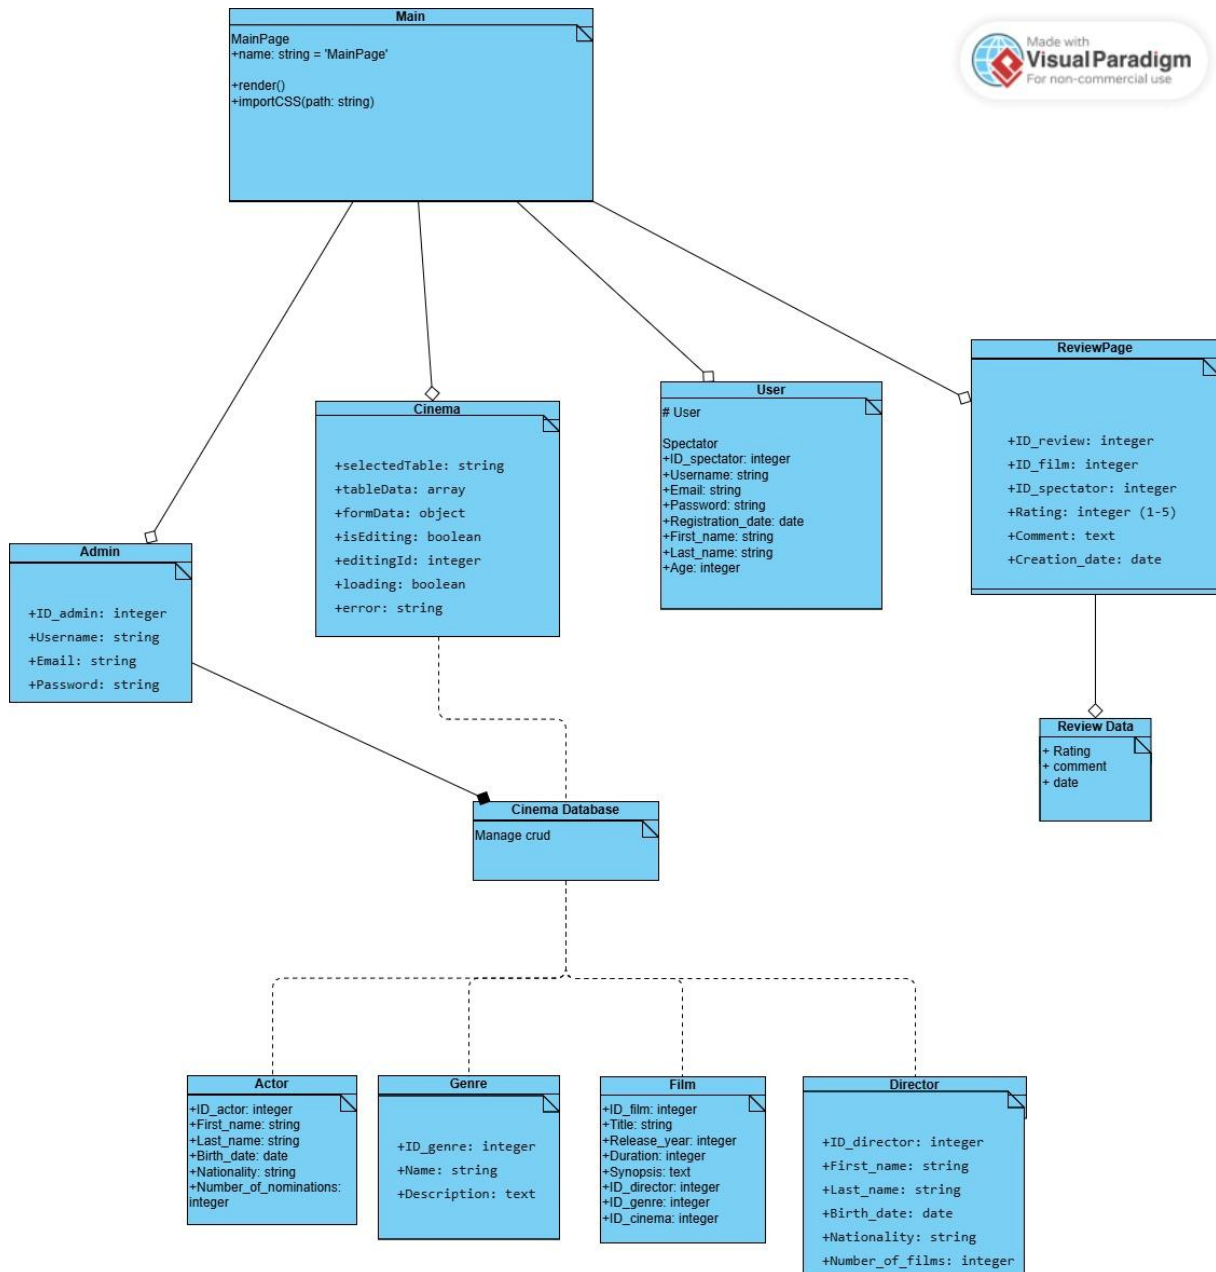 Main
MainPage
+name: string = 'MainPage'
+render()
+importCSS(path: string)
Made with
Visual Paradigm
For non-commercial use
ReviewPage
+ID_review: integer
+ID_film: integer
+ID_spectator: integer
+Rating: integer (1-5)
+Comment: text
+Creation_date: date
User
# User
Spectator
+ID_spectator: integer
+Username: string
+Email: string
+Password: string
+Registration_date: date
+First_name: string
+Last_name: string
+Age: integer
Cinema
+selectedTable: string
+tableData: array
+formData: object
+isEditing: boolean
+editingId: integer
+loading: boolean
+error: string
Admin
+ID_admin: integer
+Username: string
+Email: string
+Password: string
Review Data
+ Rating
+ comment
+ date
Cinema Database
Manage crud
Actor
+ID_actor: integer
+First_name: string
+Last_name: string
+Birth_date: date
+Nationality: string
+Number_of_nominations:
integer
Genre
+ID_genre: integer
+Name: string
+Description: text
Film
+ID_film: integer
+Title: string
+Release_year: integer
+Duration: integer
+Synopsis: text
+ID_director: integer
+ID_genre: integer
+ID_cinema: integer
Director
+ID_director: integer
+First_name: string
+Last_name: string
+Birth_date: date
+Nationality: string
+Number_of_films: integer